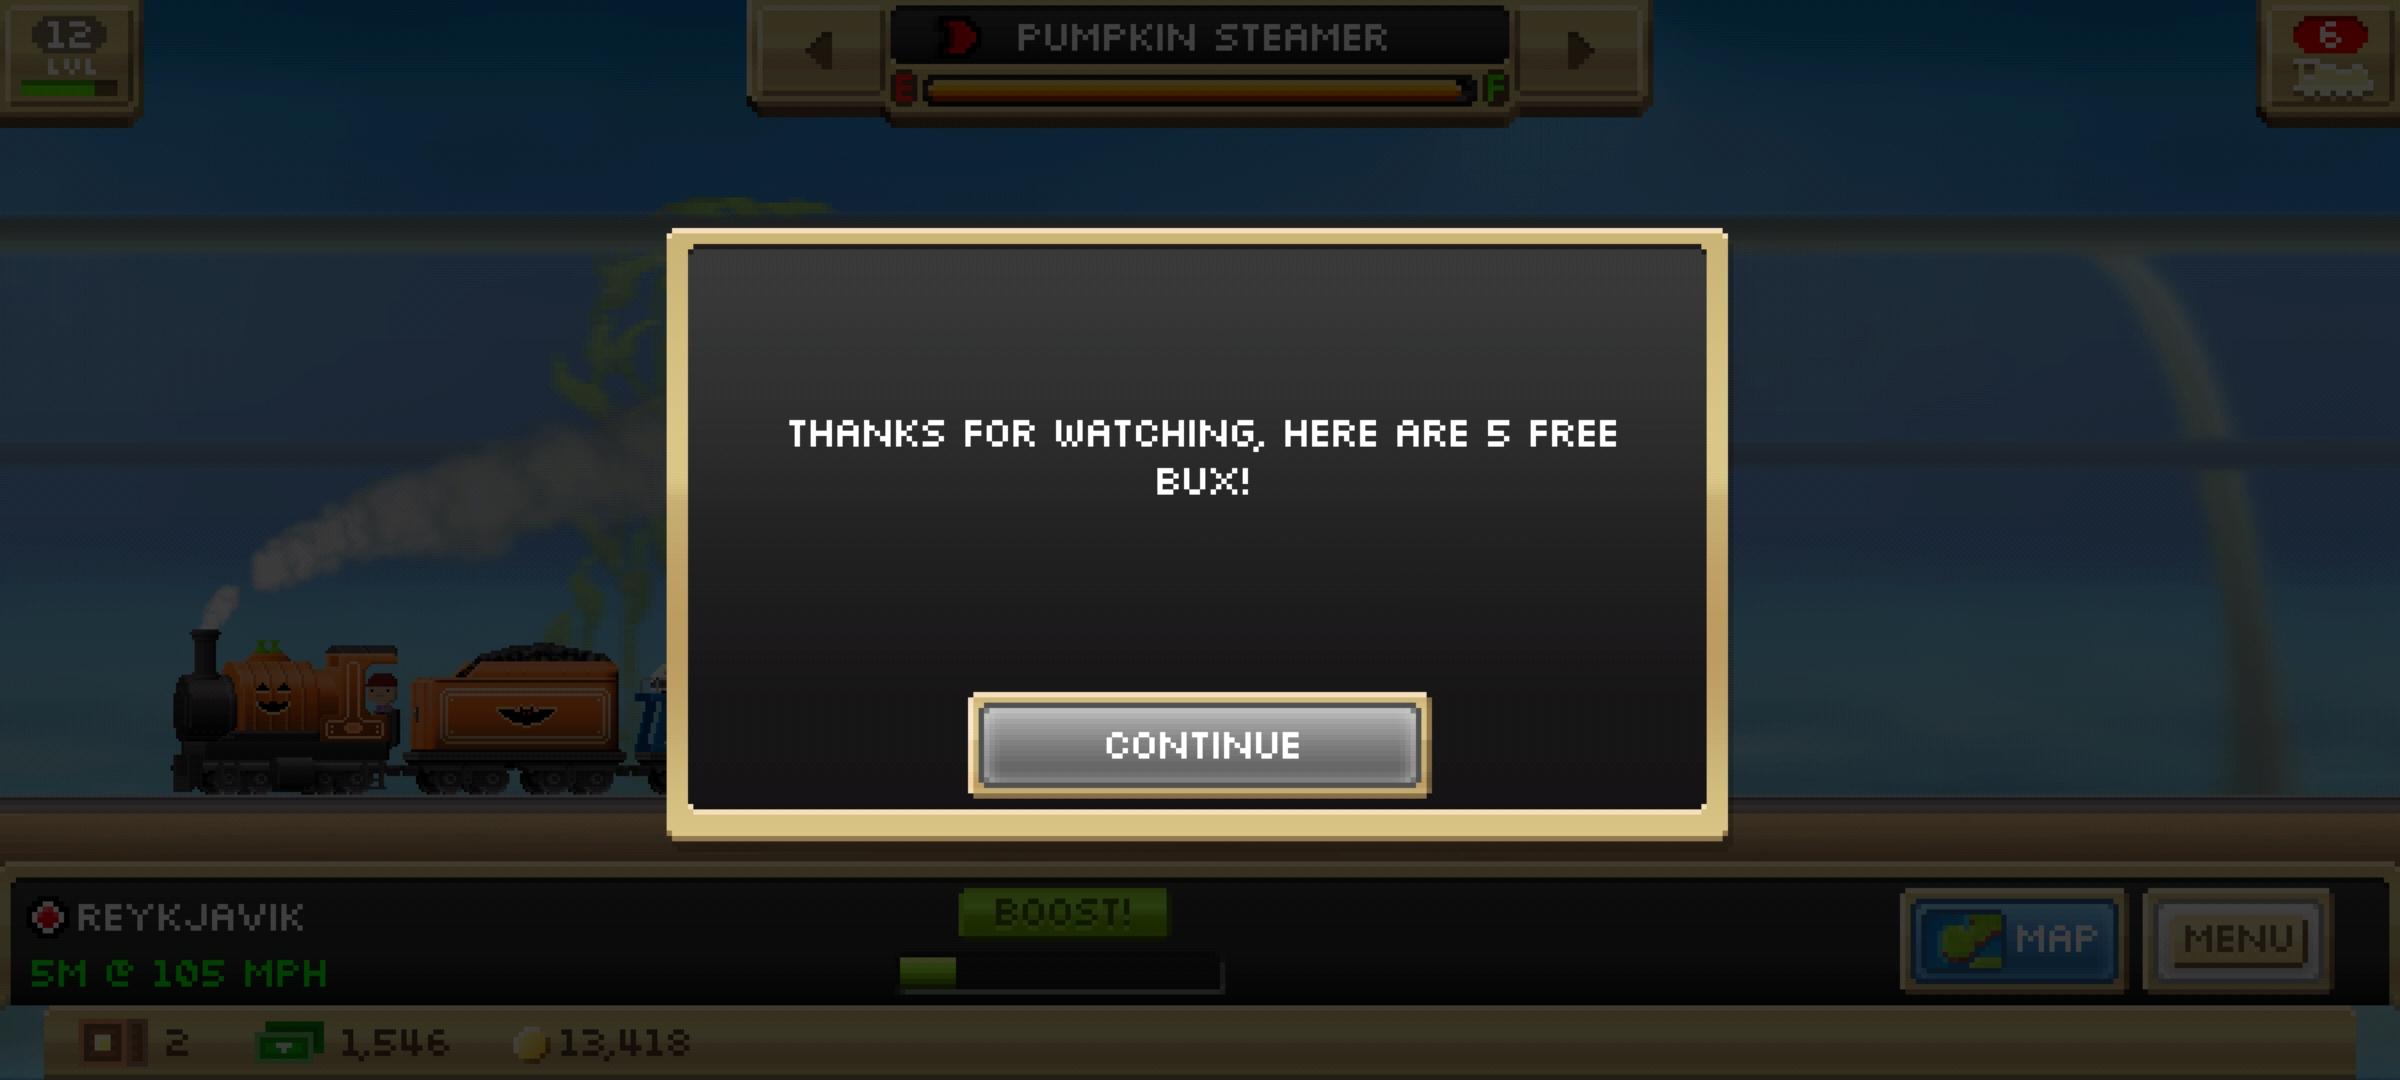 12
LVL
PUMPKIN STEAMER
E F
6
THANKS FOR WATCHING, HERE ARE 5 FREE
BUX!
CONTINUE
REYKJAVIK
5M @ 105 MPH
BOOST!
MAP
MENU
2 1,546 13,418